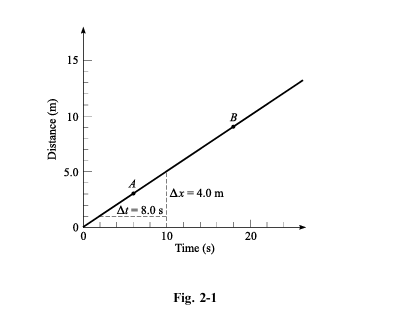 15
10
5.0
0
Distance (m)
B
A
Δx = 4.0 m
Δt = 8.0 s
0
10
20
Time (s)
Fig. 2-1